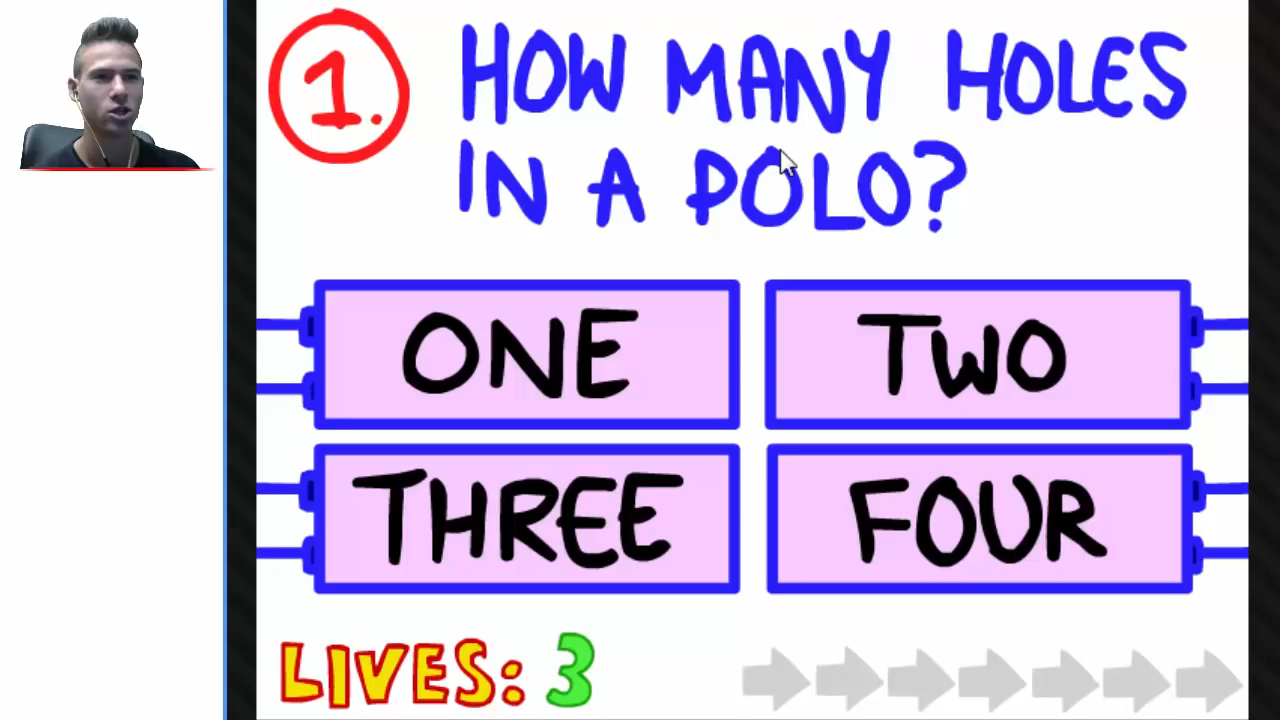 1.
HOW MANY HOLES
IN A POLO?
ONE
TWO
THREE
FOUR
LIVES: 3